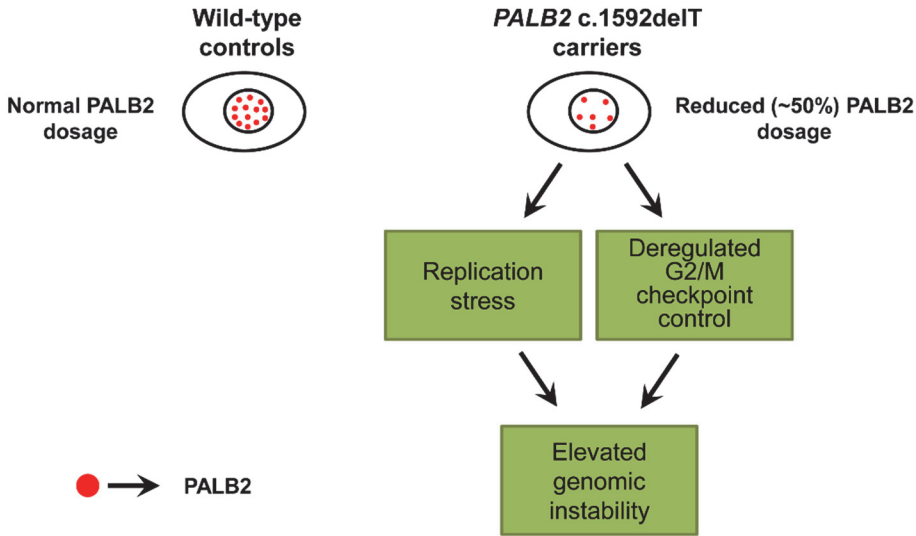 Wild-type
controls
PALB2 c.1592delT
carriers
Normal PALB2
dosage
Reduced (~50%) PALB2
dosage
Replication
stress
Deregulated
G2/M
checkpoint
control
Elevated
genomic
instability
PALB2